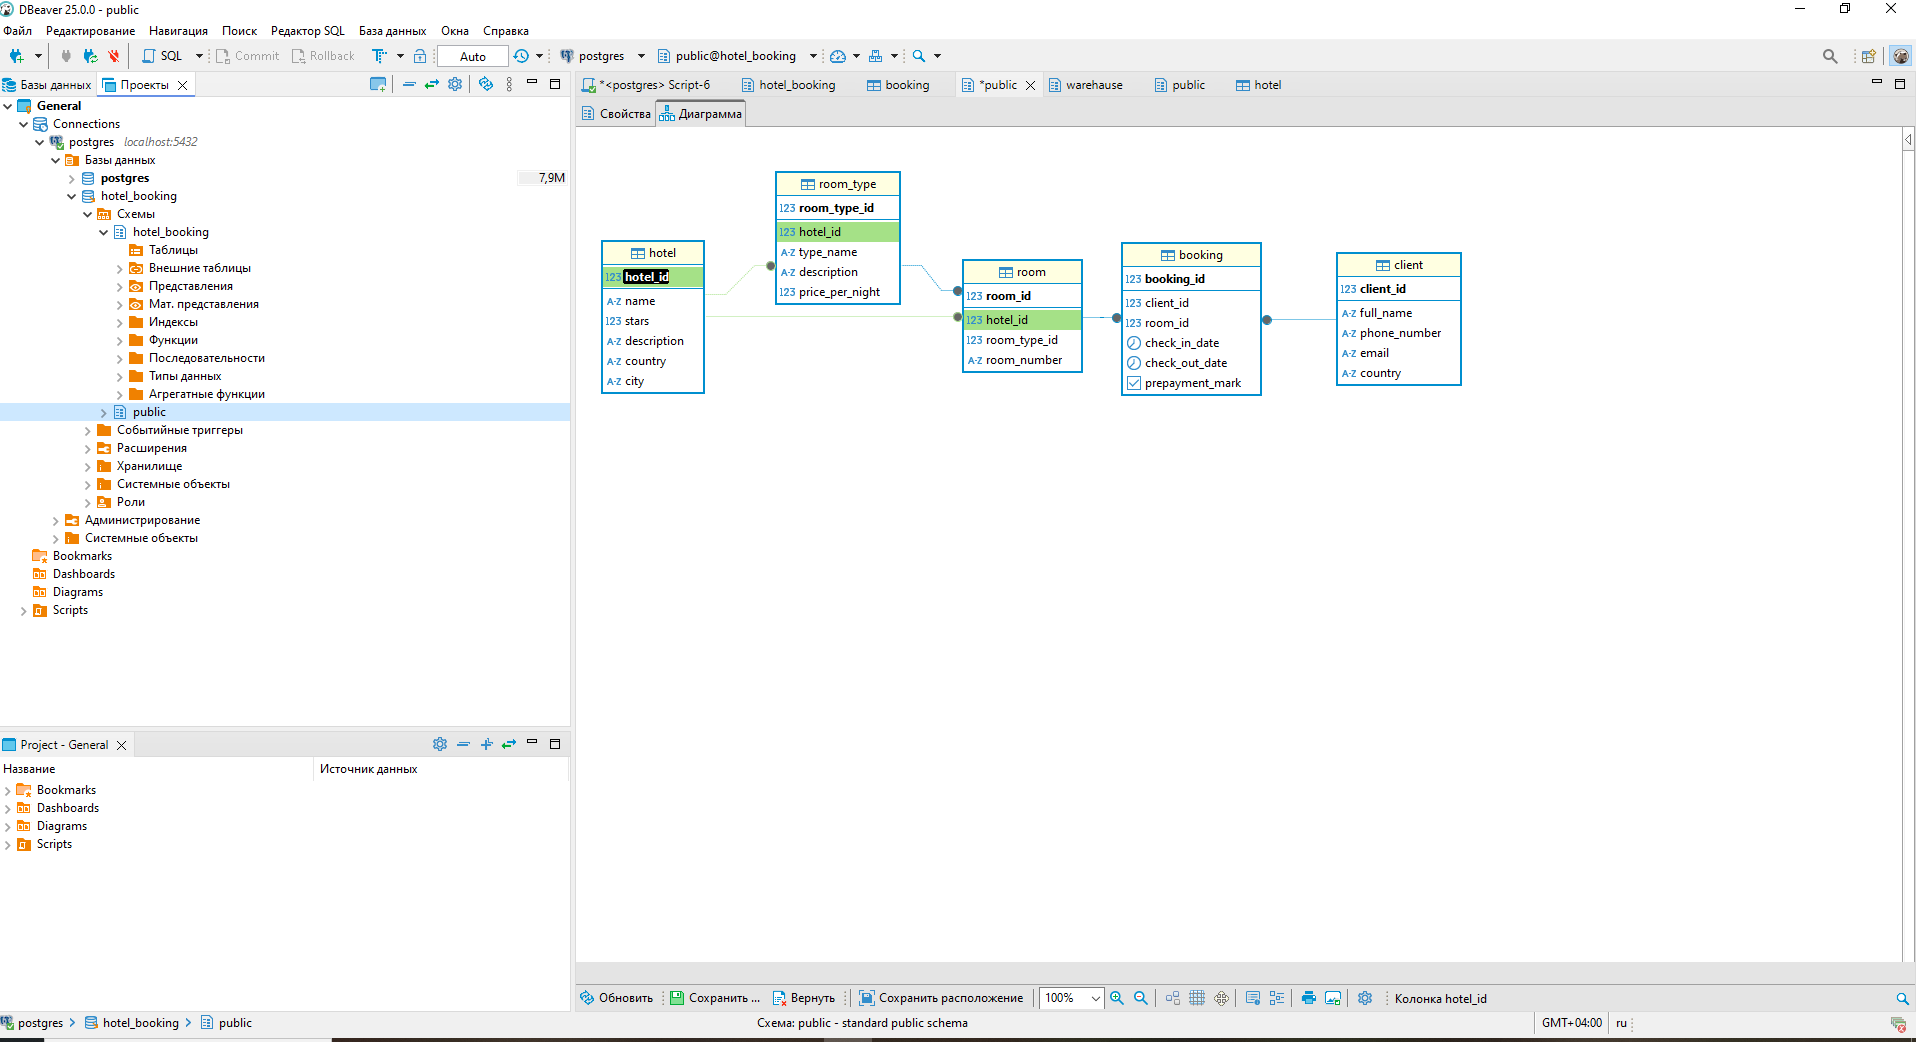 DBeaver 25.0.0 - public
Файл Редактирование Навигация Поиск Редактор SQL База данных Окна Справка
SQL Commit Rollback Auto postgres public@hotel_booking
Базы данных Проекты
General
Connections
postgres localhost:5432
Базы данных
postgres 7,9M
hotel_booking
Схемы
hotel_booking
Таблицы
Внешние таблицы
Представления
Мат. представления
Индексы
Функции
Последовательности
Типы данных
Агрегатные функции
public
Событийные триггеры
Расширения
Хранилище
Системные объекты
Роли
Администрирование
Системные объекты
Bookmarks
Dashboards
Diagrams
Scripts
Project - General
Название Источник данных
Bookmarks
Dashboards
Diagrams
Scripts
*<postgres> Script-6 hotel_booking booking *public warehause public hotel
Свойства Диаграмма
hotel
123 hotel_id
A-Z name
123 stars
A-Z description
A-Z country
A-Z city
room_type
123 room_type_id
123 hotel_id
A-Z type_name
A-Z description
123 price_per_night
room
123 room_id
123 hotel_id
123 room_type_id
A-Z room_number
booking
123 booking_id
123 client_id
123 room_id
check_in_date
check_out_date
prepayment_mark
client
123 client_id
A-Z full_name
A-Z phone_number
A-Z email
A-Z country
Обновить Сохранить ... Вернуть Сохранить расположение 100% Колонка hotel_id
postgres hotel_booking public Схема: public - standard public schema GMT+04:00 ru